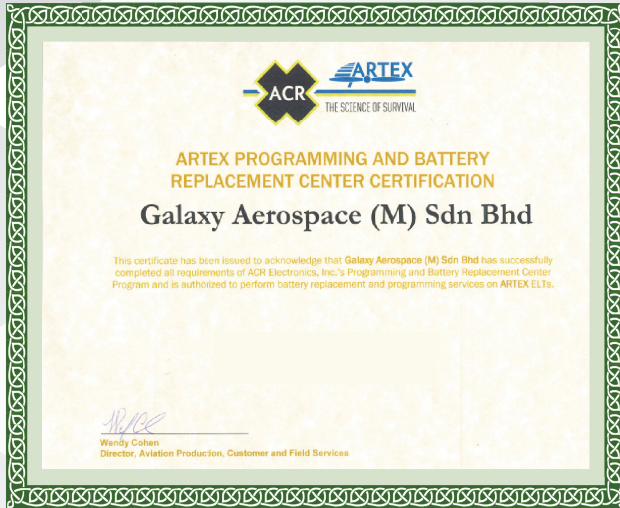 ACR
ARTEX
THE SCIENCE OF SURVIVAL
ARTEX PROGRAMMING AND BATTERY
REPLACEMENT CENTER CERTIFICATION
Galaxy Aerospace (M) Sdn Bhd
This certificate has been issued to acknowledge that Galaxy Aerospace (M) Sdn Bhd has successfully
completed all requirements of ACR Electronics, Inc.'s Programming and Battery Replacement Center
Program and is authorized to perform battery replacement and programming services on ARTEX ELTs.
Wendy Cohen
Director, Aviation Production, Customer and Field Services